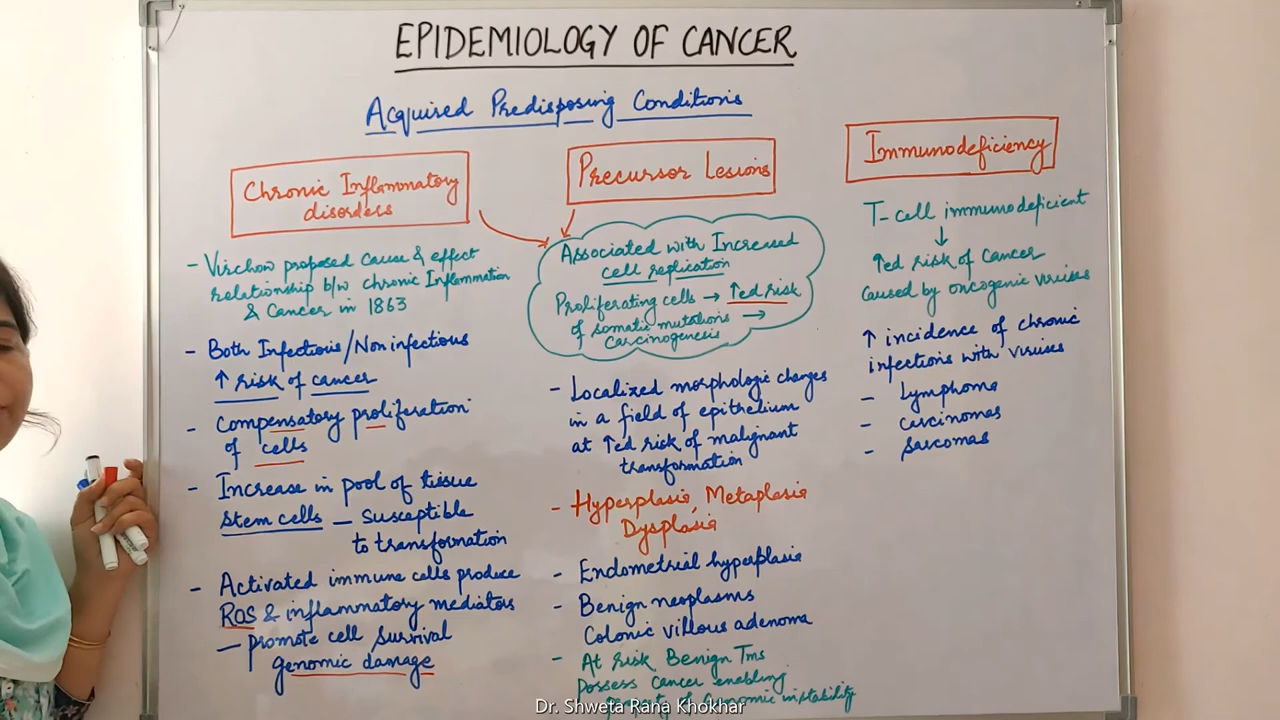 EPIDEMIOLOGY OF CANCER
Acquired Predisposing Conditions
Chronic Inflammatory
disorders
- Virchow proposed cause & effect
relationship b/w chronic Inflammation
& Cancer in 1863
- Both Infectious/Noninfectious
↑ risk of cancer
- Compensatory proliferation
of cells
- Increase in pool of tissue
stem cells – susceptible
to transformation
- Activated immune cells produce
ROS & inflammatory mediators
– promote cell survival
genomic damage
Precursor Lesions
Associated with Increased
cell replication
Proliferating cells → ↑ed risk
of somatic mutations →
Carcinogenesis
- Localized morphologic changes
in a field of epithelium
at ↑ed risk of malignant
transformation
- Hyperplasia, Metaplasia
Dysplasia
- Endometrial hyperplasia
- Benign neoplasms
Colonic villous adenoma
- At risk Benign Tms
Possess cancer enabling
property of Genomic instability
Immunodeficiency
T-cell immunodeficient
↓
↑ed risk of cancer
caused by oncogenic viruses
↑ incidence of chronic
infections with viruses
- Lymphoma
- carcinomas
- sarcomas
Dr. Shweta Rana Khokhar